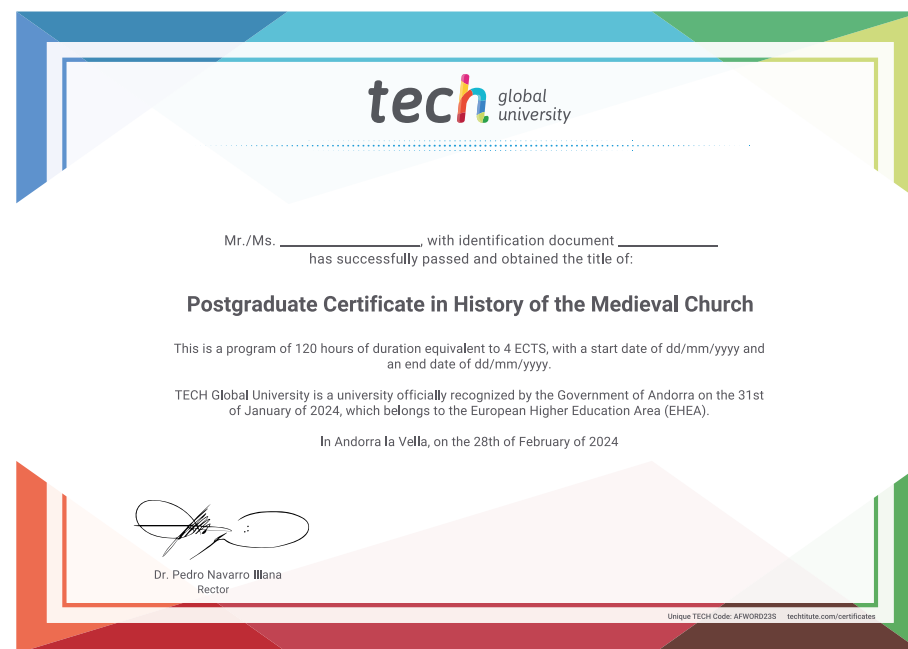 tech global
university
Mr./Ms. ____________________, with identification document ______________
has successfully passed and obtained the title of:
Postgraduate Certificate in History of the Medieval Church
This is a program of 120 hours of duration equivalent to 4 ECTS, with a start date of dd/mm/yyyy and
an end date of dd/mm/yyyy.
TECH Global University is a university officially recognized by the Government of Andorra on the 31st
of January of 2024, which belongs to the European Higher Education Area (EHEA).
In Andorra la Vella, on the 28th of February of 2024
Dr. Pedro Navarro Illana
Rector
Unique TECH Code: AFWORD23S techtitute.com/certificates